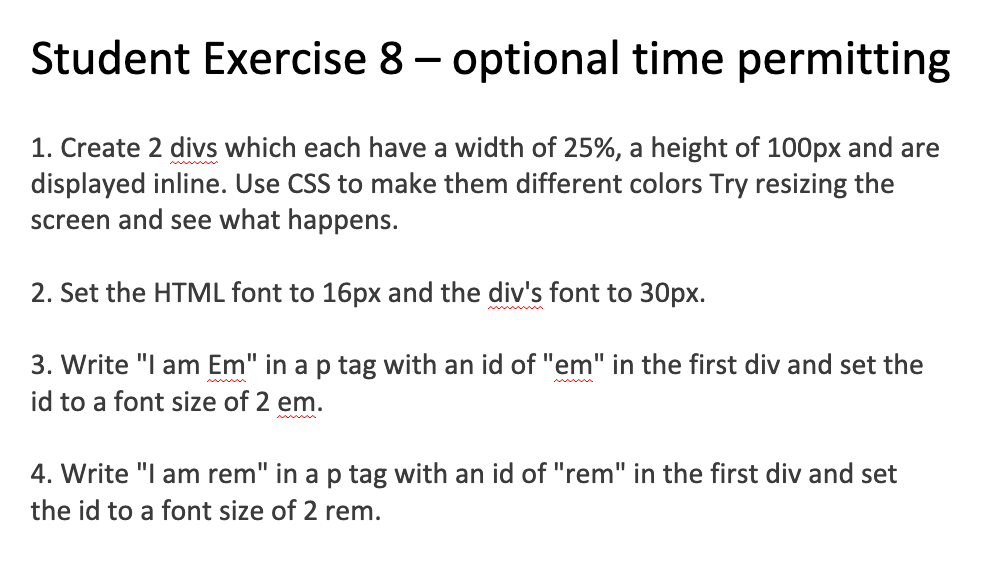 Student Exercise 8 – optional time permitting
1. Create 2 divs which each have a width of 25%, a height of 100px and are
displayed inline. Use CSS to make them different colors Try resizing the
screen and see what happens.
2. Set the HTML font to 16px and the div's font to 30px.
3. Write "I am Em" in a p tag with an id of "em" in the first div and set the
id to a font size of 2 em.
4. Write "I am rem" in a p tag with an id of "rem" in the first div and set
the id to a font size of 2 rem.